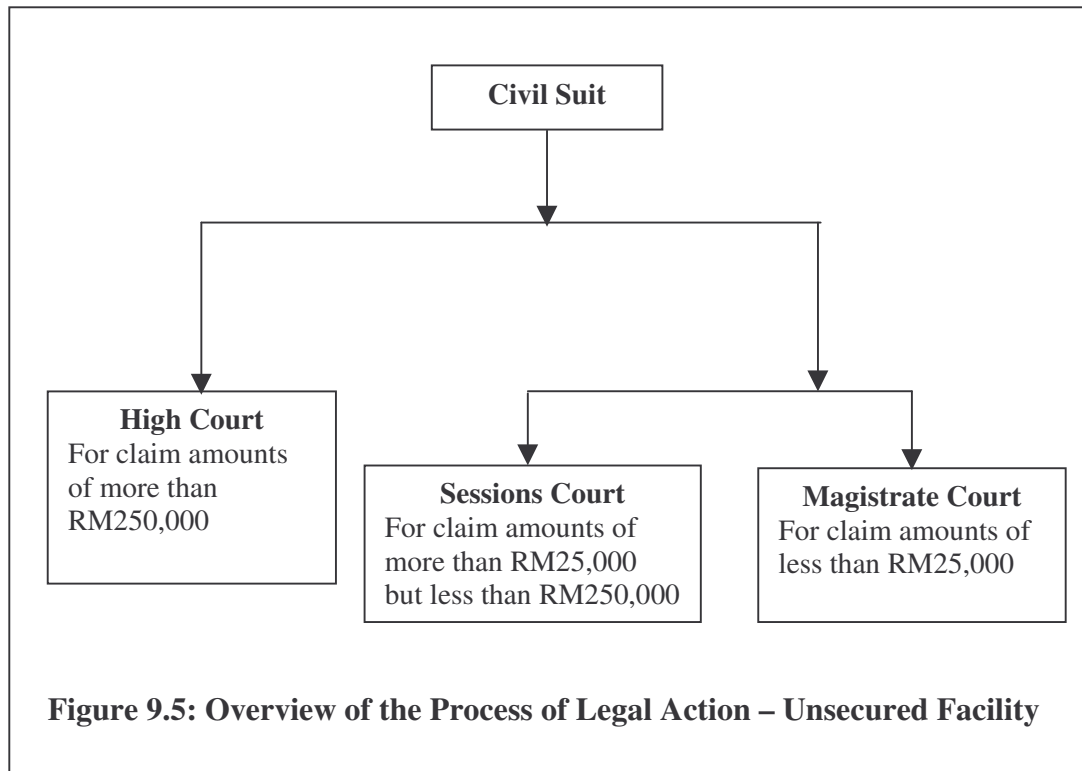 Civil Suit
High Court
For claim amounts
of more than
RM250,000
Sessions Court
For claim amounts of
more than RM25,000
but less than RM250,000
Magistrate Court
For claim amounts of
less than RM25,000
Figure 9.5: Overview of the Process of Legal Action – Unsecured Facility